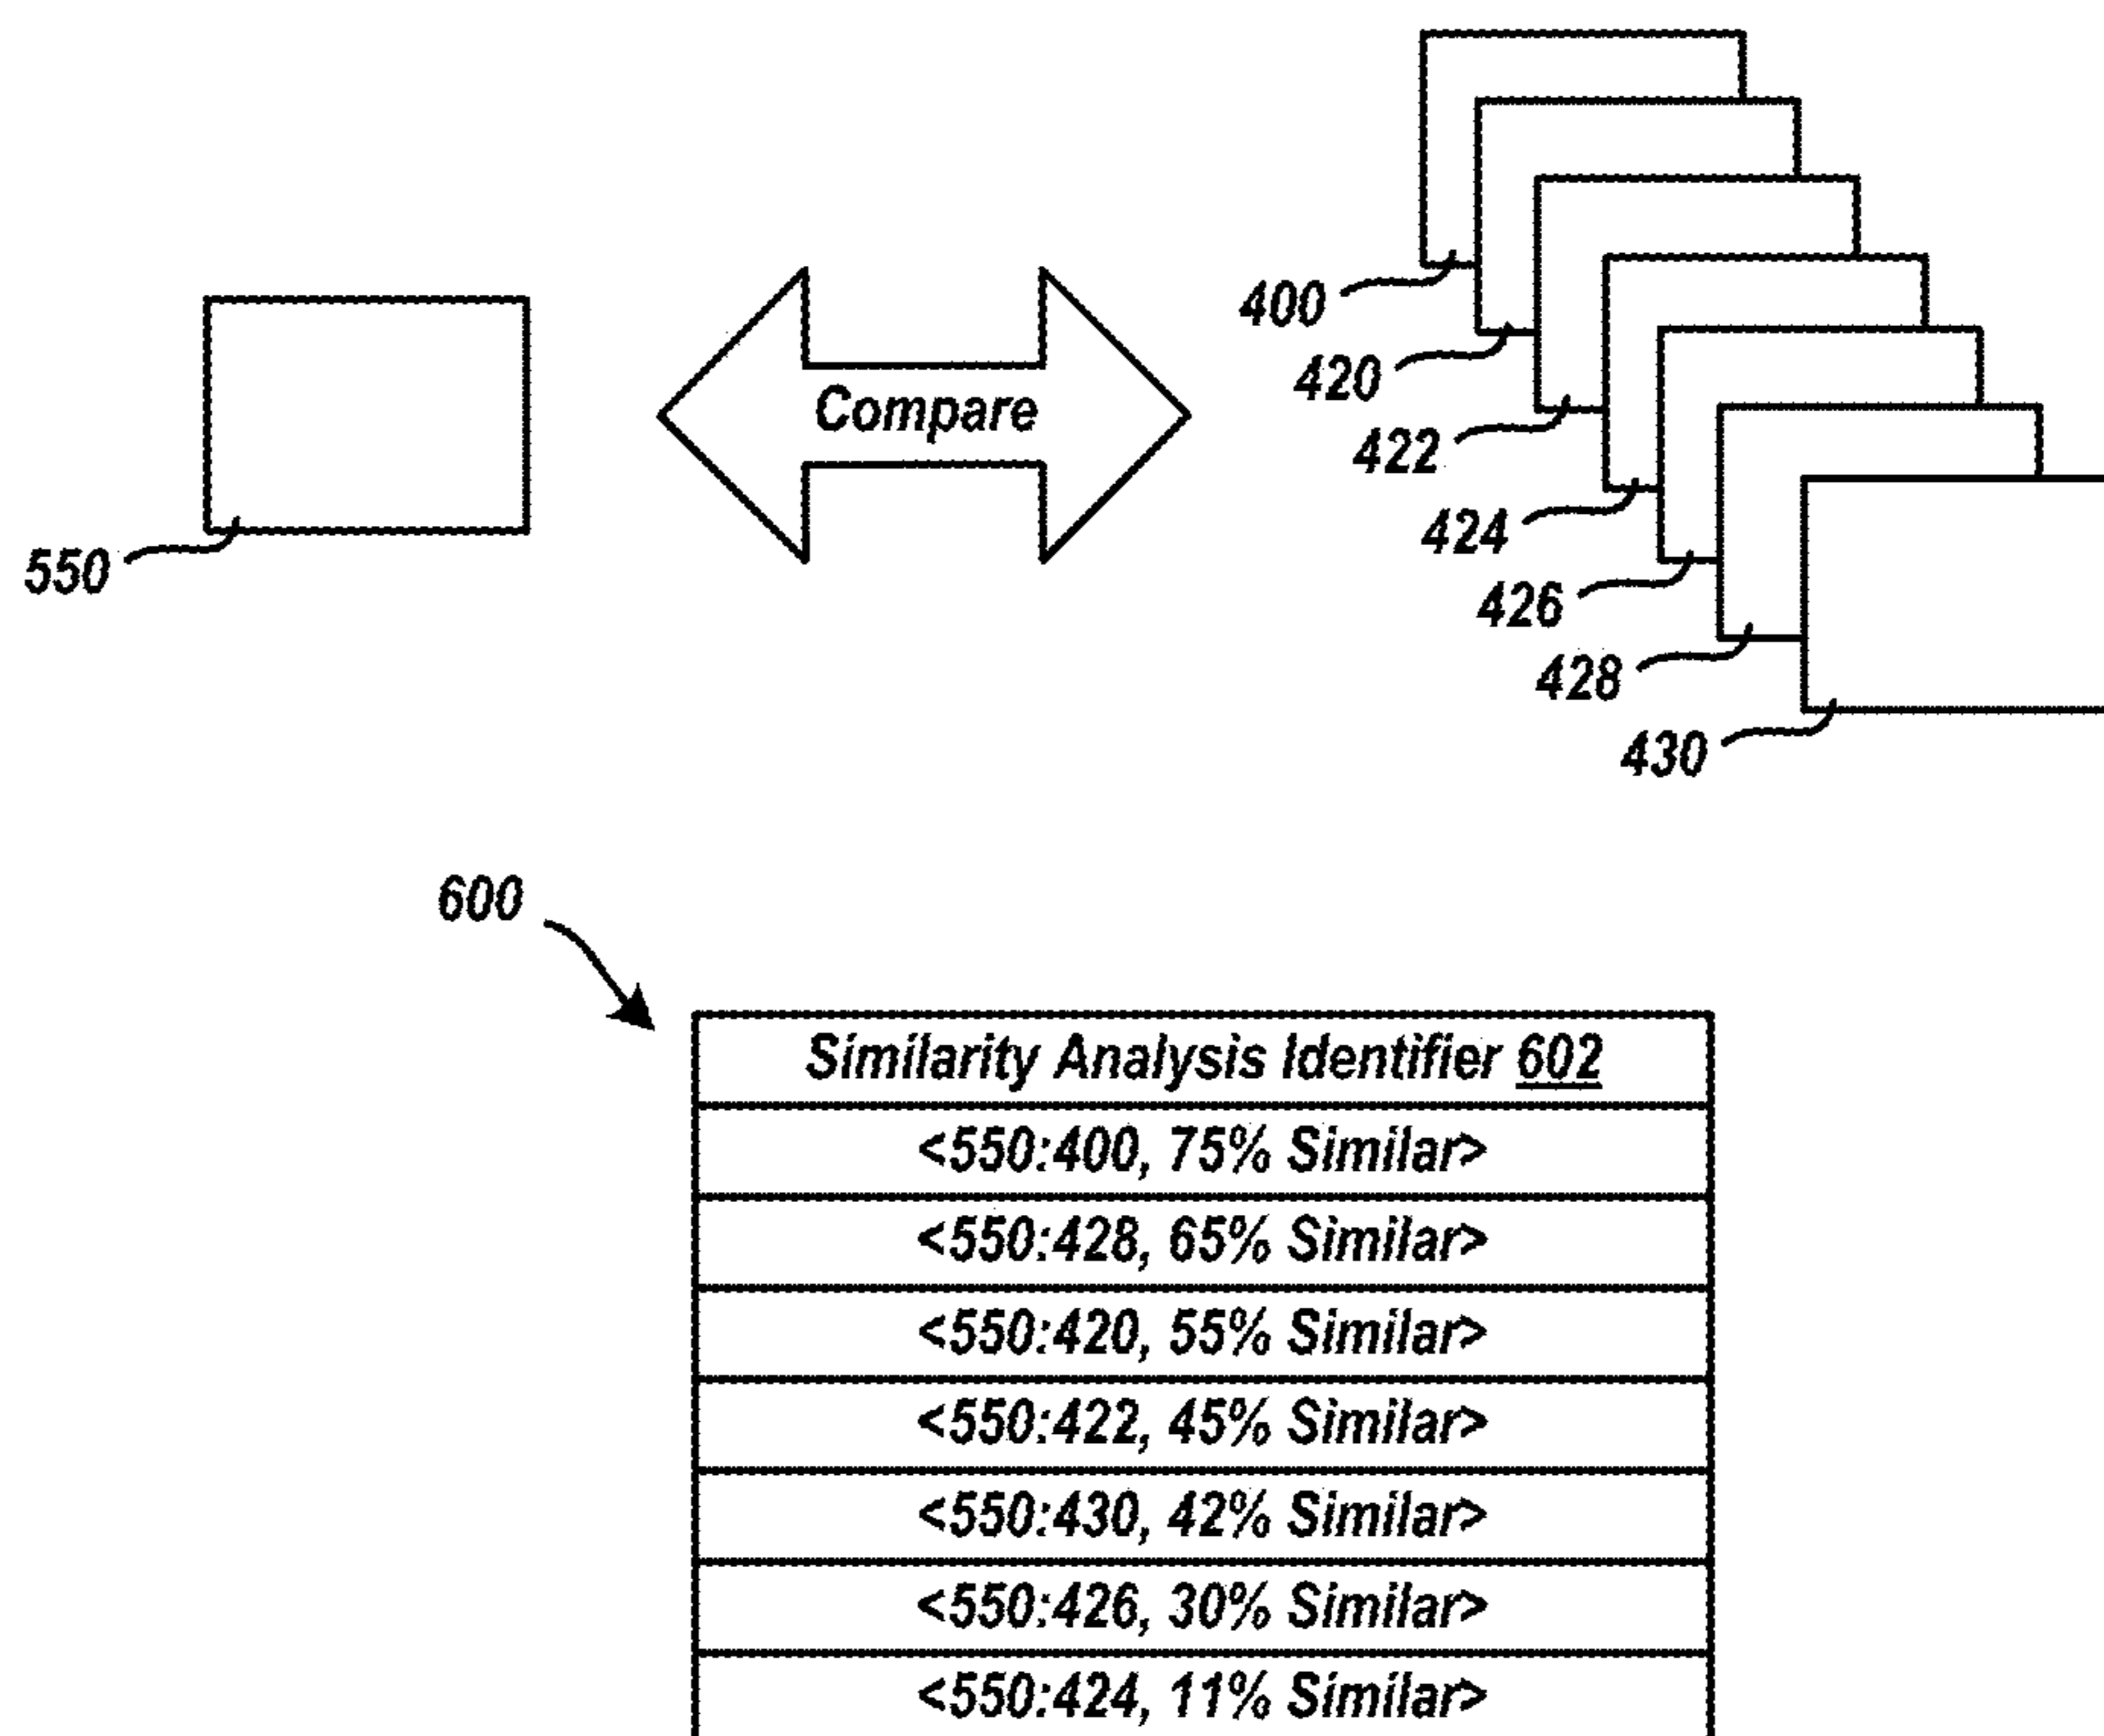 400
420
Compare
422
424
550
426
428
430
600
Similarity Analysis Identifier 602
<550:400, 75% Similar>
<550:428, 65% Similar>
<550:420, 55% Similar>
<550:422, 45% Similar>
<550:430, 42% Similar>
<550:426, 30% Similar>
<550:424, 11% Similar>